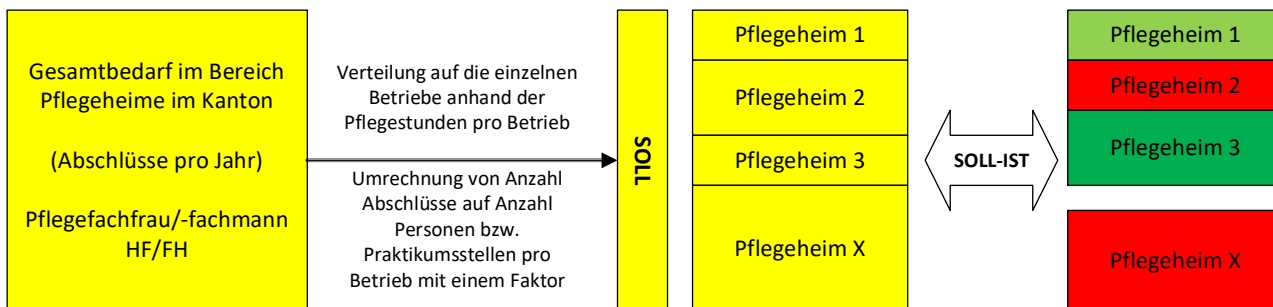 Gesamtbedarf im Bereich
Pflegeheime im Kanton
(Abschlüsse pro Jahr)
Pflegefachfrau/-fachmann
HF/FH
Verteilung auf die einzelnen
Betriebe anhand der
Pflegestunden pro Betrieb
Umrechnung von Anzahl
Abschlüsse auf Anzahl
Personen bzw.
Praktikumsstellen pro
Betrieb mit einem Faktor
SOLL
Pflegeheim 1
Pflegeheim 2
Pflegeheim 3
Pflegeheim X
SOLL-IST
Pflegeheim 1
Pflegeheim 2
Pflegeheim 3
Pflegeheim X